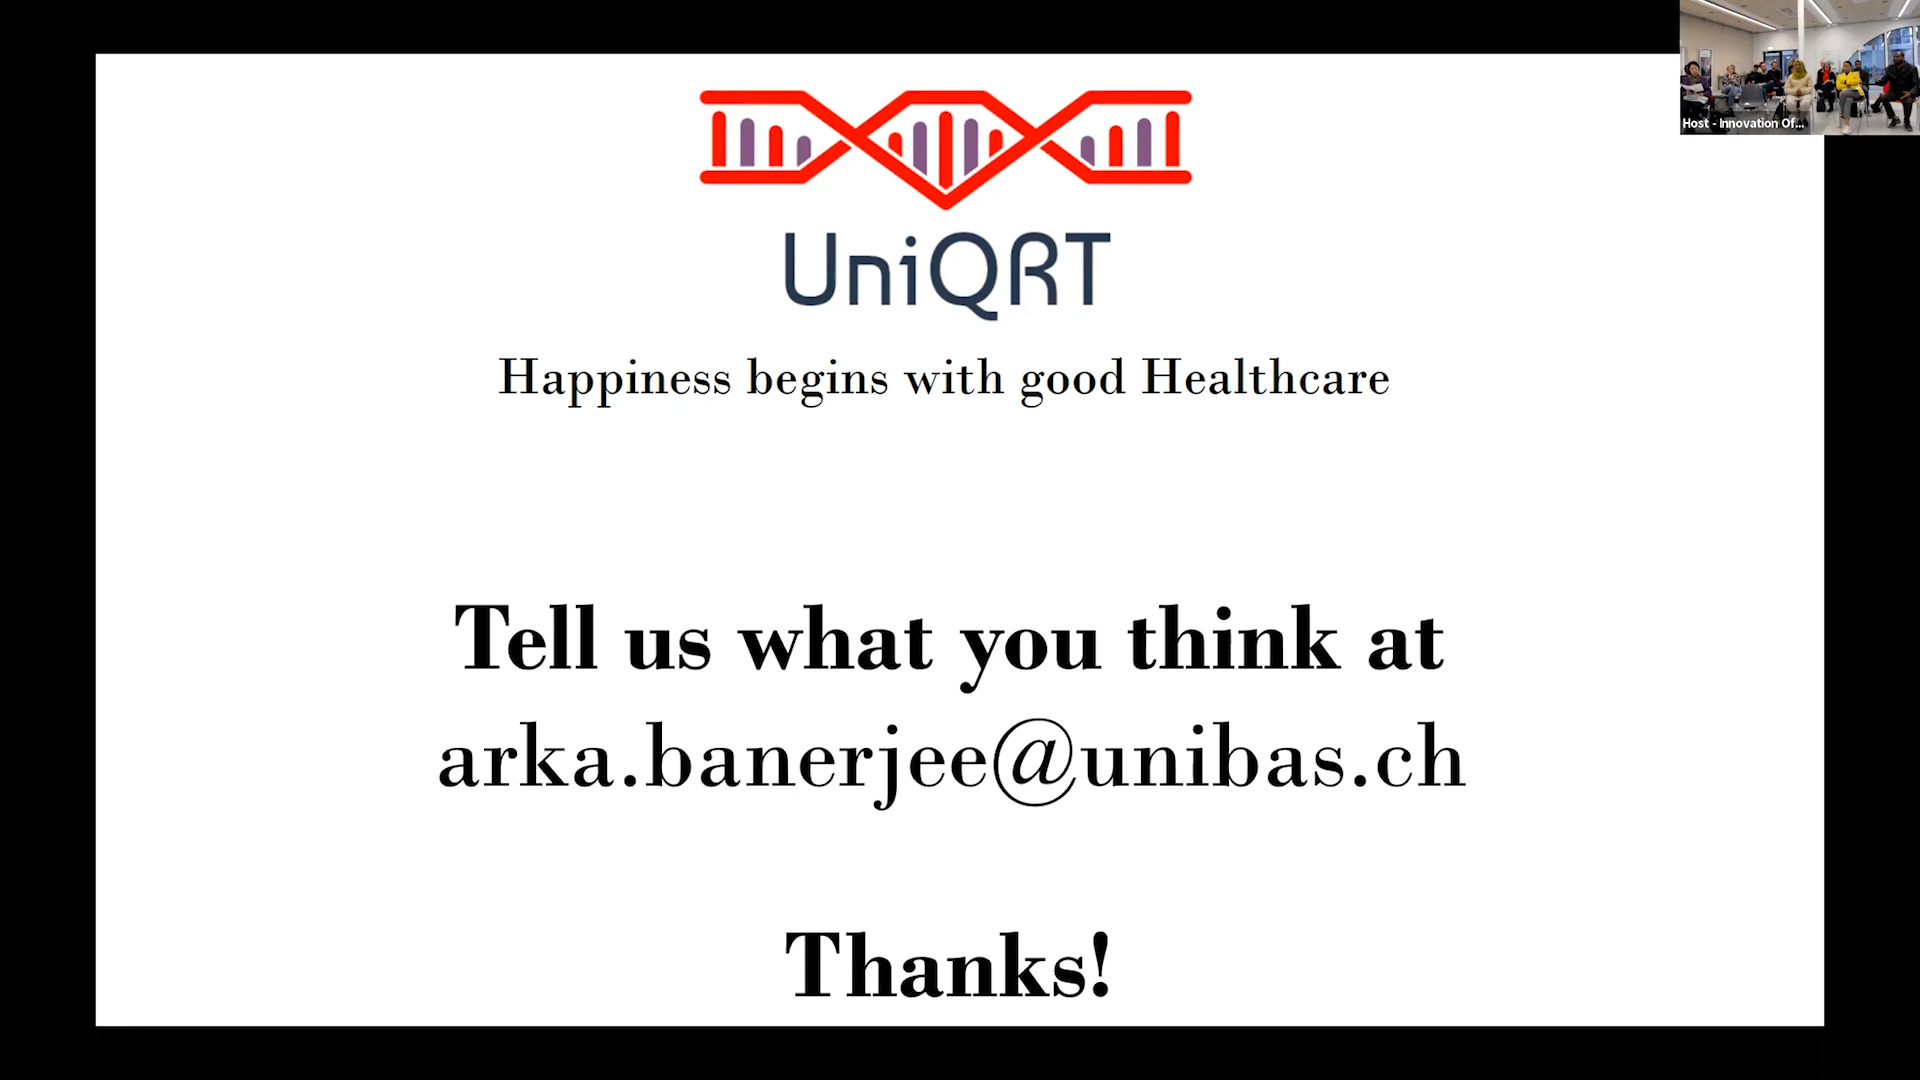 Host - Innovation Of...
UniQRT
Happiness begins with good Healthcare
Tell us what you think at
arka.banerjee@unibas.ch
Thanks!